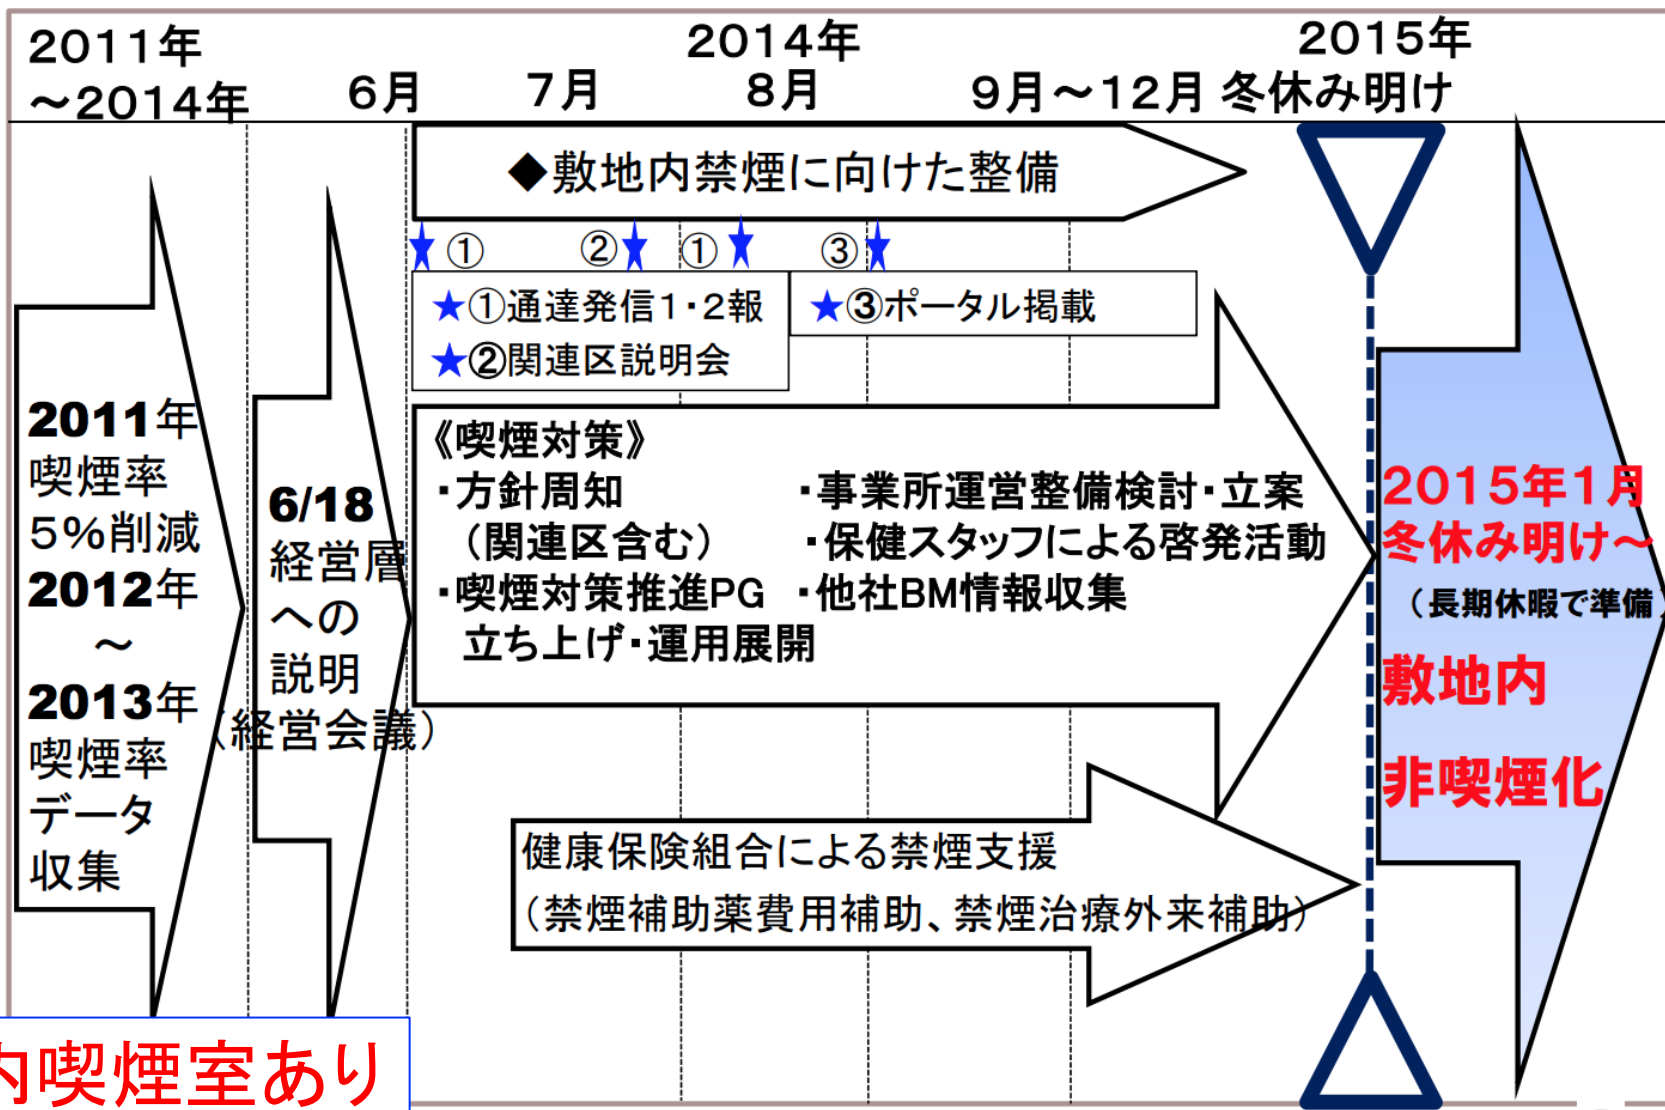 2011年
～2014年
2014年
6月
7月
8月
9月～12月
2015年
冬休み明け
◆敷地内禁煙に向けた整備
★①
②★
①★
③★
★①通達発信1・2報
★②関連区説明会
★③ポータル掲載
2011年
喫煙率
5%削減
2012年
～
2013年
喫煙率
データ
収集
6/18
経営層
への
説明
（経営会議）
《喫煙対策》
・方針周知
（関連区含む）
・喫煙対策推進PG
立ち上げ・運用展開
・事業所運営整備検討・立案
・保健スタッフによる啓発活動
・他社BM情報収集
健康保険組合による禁煙支援
（禁煙補助薬費用補助、禁煙治療外来補助）
2015年1月
冬休み明け～
（長期休暇で準備）
敷地内
非喫煙化
内喫煙室あり